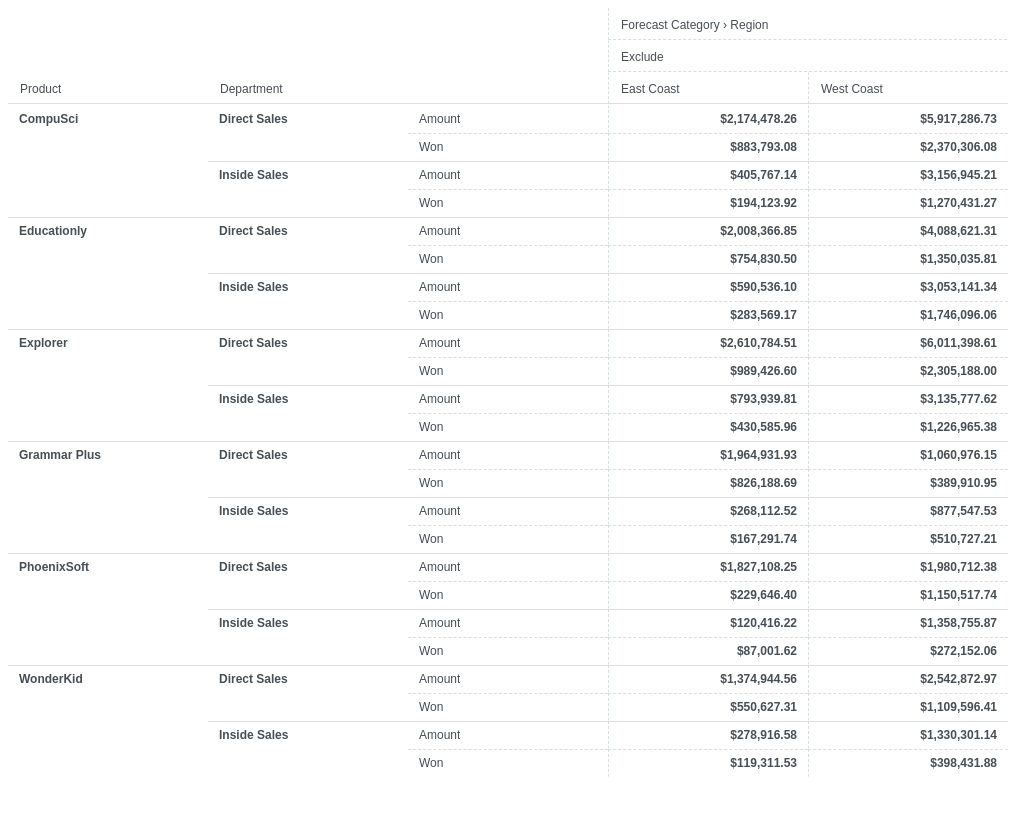 Forecast Category › Region
Exclude
Product Department East Coast West Coast
CompuSci Direct Sales Amount $2,174,478.26 $5,917,286.73
Won $883,793.08 $2,370,306.08
Inside Sales Amount $405,767.14 $3,156,945.21
Won $194,123.92 $1,270,431.27
Educationly Direct Sales Amount $2,008,366.85 $4,088,621.31
Won $754,830.50 $1,350,035.81
Inside Sales Amount $590,536.10 $3,053,141.34
Won $283,569.17 $1,746,096.06
Explorer Direct Sales Amount $2,610,784.51 $6,011,398.61
Won $989,426.60 $2,305,188.00
Inside Sales Amount $793,939.81 $3,135,777.62
Won $430,585.96 $1,226,965.38
Grammar Plus Direct Sales Amount $1,964,931.93 $1,060,976.15
Won $826,188.69 $389,910.95
Inside Sales Amount $268,112.52 $877,547.53
Won $167,291.74 $510,727.21
PhoenixSoft Direct Sales Amount $1,827,108.25 $1,980,712.38
Won $229,646.40 $1,150,517.74
Inside Sales Amount $120,416.22 $1,358,755.87
Won $87,001.62 $272,152.06
WonderKid Direct Sales Amount $1,374,944.56 $2,542,872.97
Won $550,627.31 $1,109,596.41
Inside Sales Amount $278,916.58 $1,330,301.14
Won $119,311.53 $398,431.88